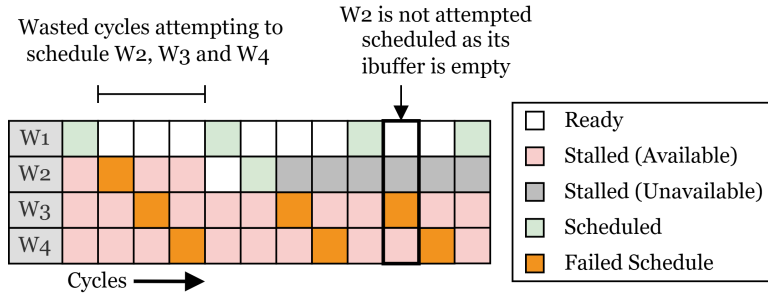 Wasted cycles attempting to
schedule W2, W3 and W4
W2 is not attempted
scheduled as its
ibuffer is empty
W1
W2
W3
W4
Cycles
Ready
Stalled (Available)
Stalled (Unavailable)
Scheduled
Failed Schedule